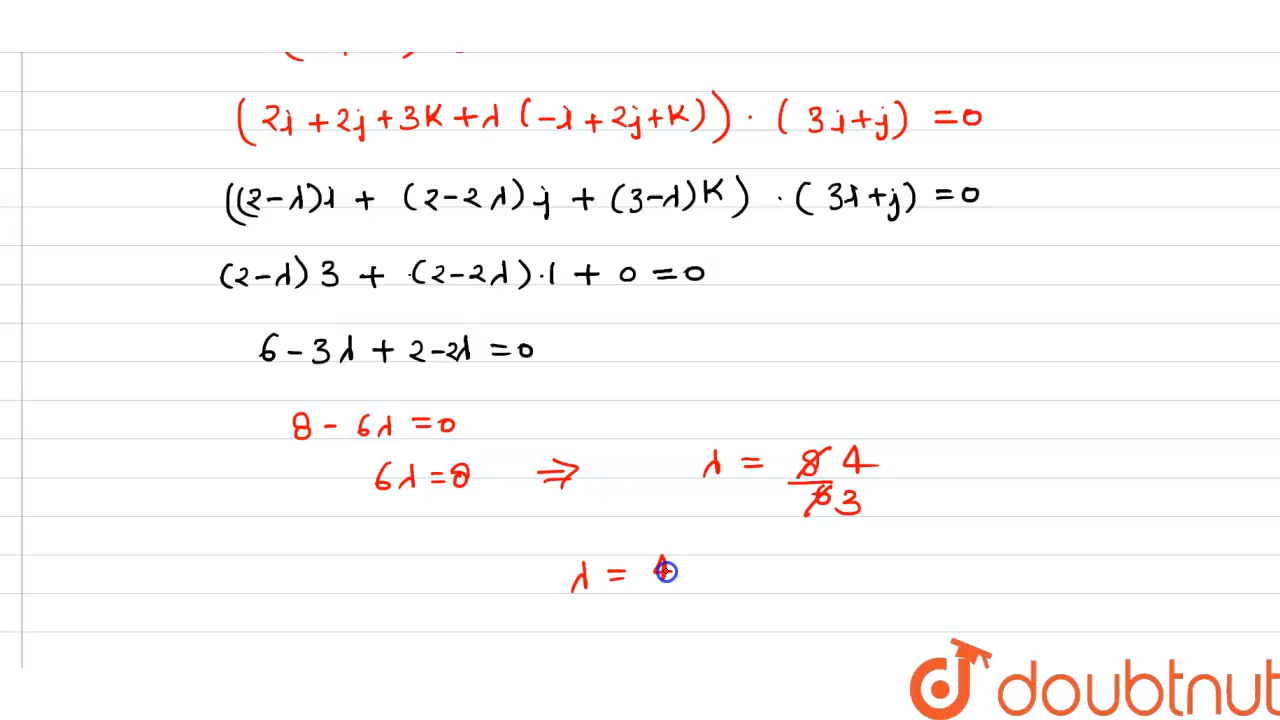 (2i + 2j + 3K + λ (-i + 2j + K)) · (3i + j) = 0
((2-λ)i + (2-2λ)j + (3-λ)K) · (3i + j) = 0
(2-λ) 3 + (2-2λ)·1 + 0 = 0
6 - 3λ + 2-2λ = 0
8 - 6λ = 0
6λ = 8 ⇒ λ = 8 4 / 6 3
λ = 4
doubtnut